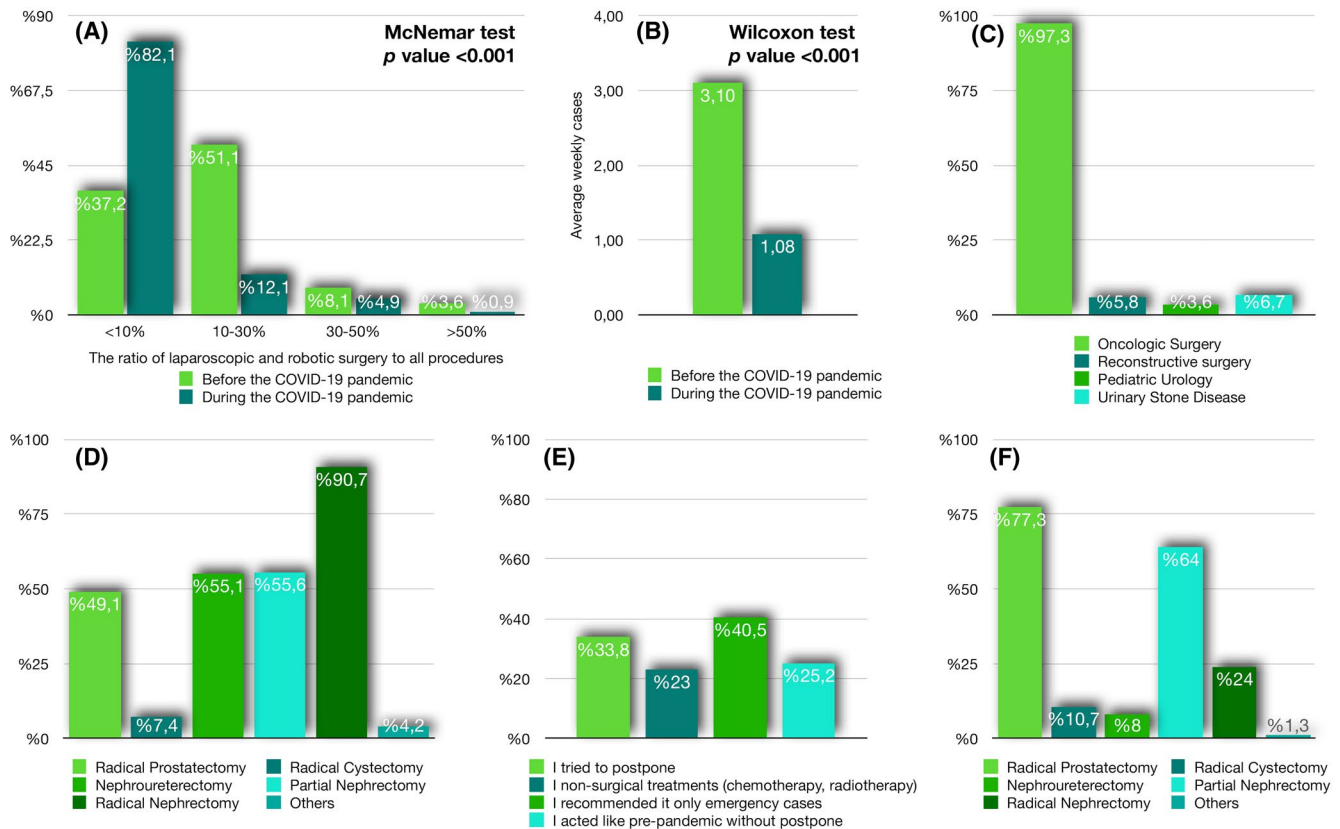 (A)
McNemar test
p value <0.001
%90
%67,5
%45
%22,5
%0
%37,2
%82,1
%51,1
%12,1
%8,1
%4,9
%3,6
%0,9
<10%
10-30%
30-50%
>50%
The ratio of laparoscopic and robotic surgery to all procedures
Before the COVID-19 pandemic
During the COVID-19 pandemic
(B)
Wilcoxon test
p value <0.001
Average weekly cases
4,00
3,00
2,00
1,00
0,00
3,10
1,08
Before the COVID-19 pandemic
During the COVID-19 pandemic
(C)
%100
%75
%50
%25
%0
%97,3
%5,8
%3,6
%6,7
Oncologic Surgery
Reconstructive surgery
Pediatric Urology
Urinary Stone Disease
(D)
%100
%75
%50
%25
%0
%49,1
%7,4
%55,1
%55,6
%90,7
%4,2
Radical Prostatectomy
Radical Cystectomy
Nephroureterectomy
Partial Nephrectomy
Radical Nephrectomy
Others
(E)
%100
%80
%60
%40
%20
%0
%33,8
%23
%40,5
%25,2
I tried to postpone
I non-surgical treatments (chemotherapy, radiotherapy)
I recommended it only emergency cases
I acted like pre-pandemic without postpone
(F)
%100
%75
%50
%25
%0
%77,3
%10,7
%8
%64
%24
%1,3
Radical Prostatectomy
Radical Cystectomy
Nephroureterectomy
Partial Nephrectomy
Radical Nephrectomy
Others